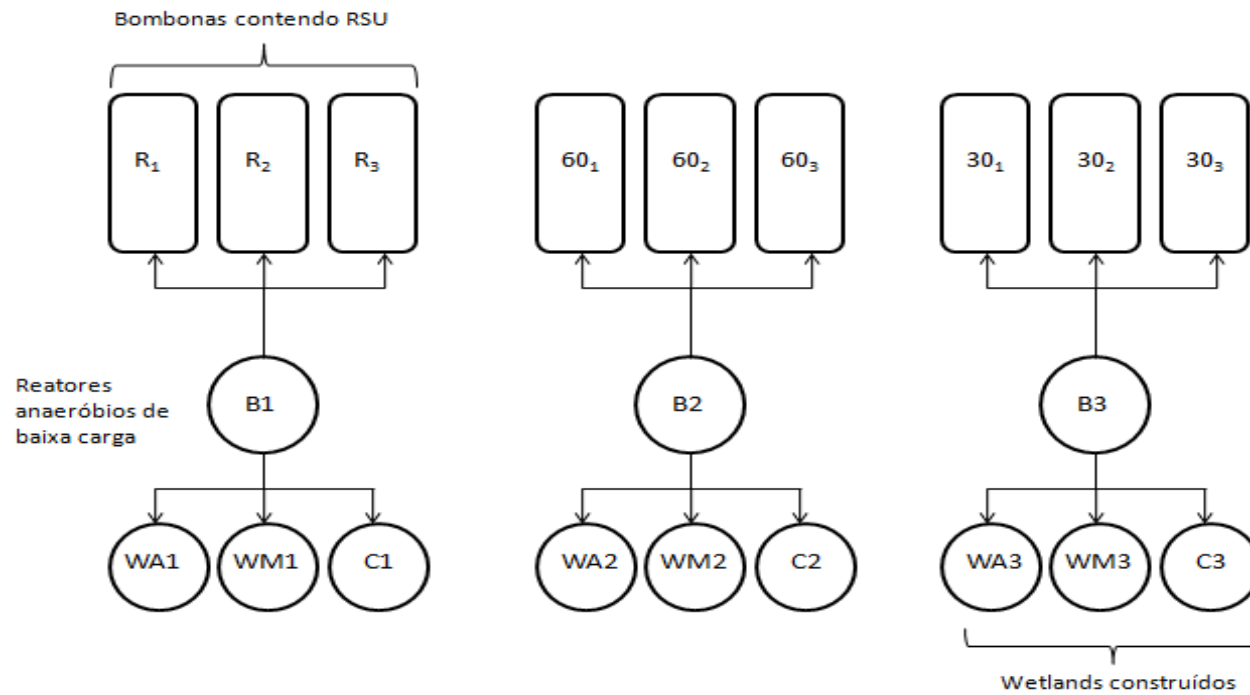 Bombonas contendo RSU
R₁ R₂ R₃ 60₁ 60₂ 60₃ 30₁ 30₂ 30₃
Reatores
anaeróbios de
baixa carga
B1 B2 B3
WA1 WM1 C1 WA2 WM2 C2 WA3 WM3 C3
Wetlands construídos